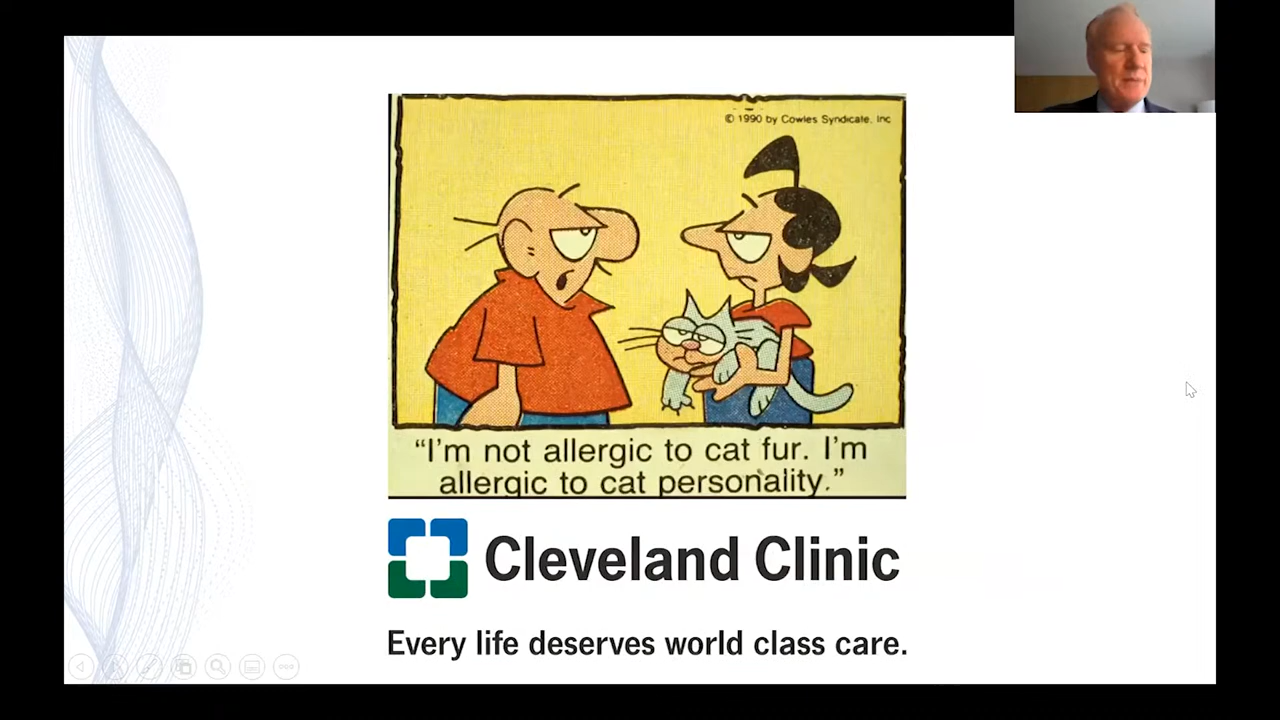 © 1990 by Cowles Syndicate, Inc
“I’m not allergic to cat fur. I’m
allergic to cat personality.”
Cleveland Clinic
Every life deserves world class care.